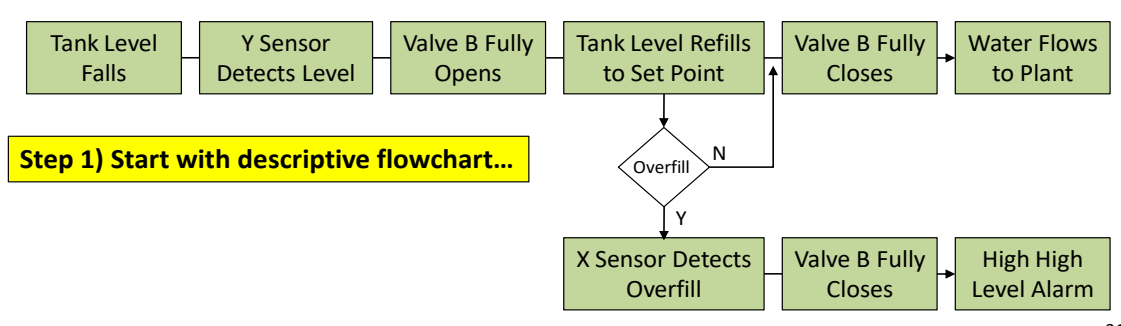 Tank Level
Falls
Y Sensor
Detects Level
Valve B Fully
Opens
Tank Level Refills
to Set Point
Valve B Fully
Closes
Water Flows
to Plant
Step 1) Start with descriptive flowchart…
Overfill
N
Y
X Sensor Detects
Overfill
Valve B Fully
Closes
High High
Level Alarm